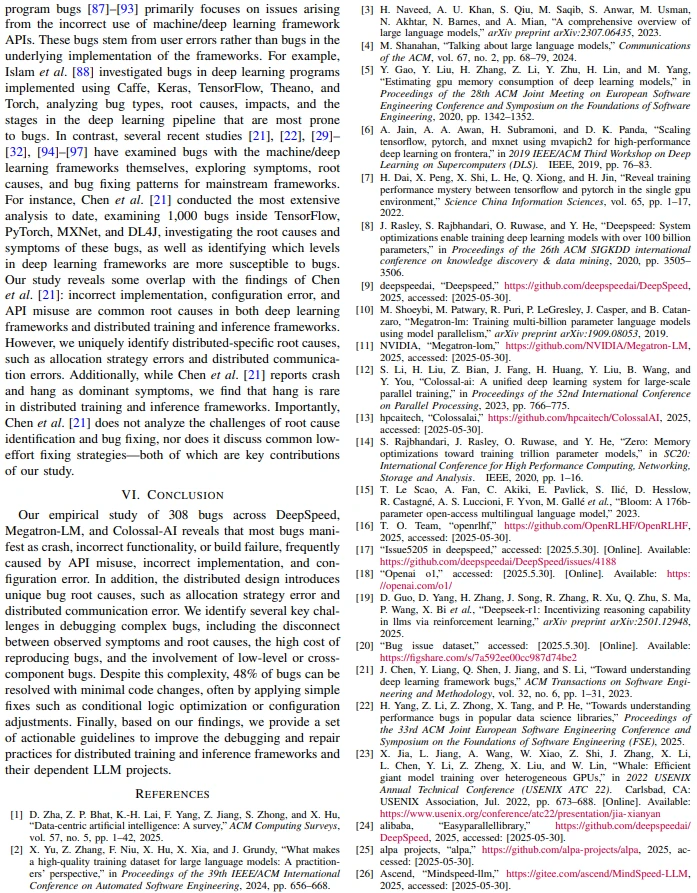 program bugs [87]–[93] primarily focuses on issues arising
from the incorrect use of machine/deep learning framework
APIs. These bugs stem from user errors rather than bugs in the
underlying implementation of the frameworks. For example,
Islam et al. [88] investigated bugs in deep learning programs
implemented using Caffe, Keras, TensorFlow, Theano, and
Torch, analyzing bug types, root causes, impacts, and the
stages in the deep learning pipeline that are most prone
to bugs. In contrast, several recent studies [21], [22], [29]–
[32], [94]–[97] have examined bugs with the machine/deep
learning frameworks themselves, exploring symptoms, root
causes, and bug fixing patterns for mainstream frameworks.
For instance, Chen et al. [21] conducted the most extensive
analysis to date, examining 1,000 bugs inside TensorFlow,
PyTorch, MXNet, and DL4J, investigating the root causes and
symptoms of these bugs, as well as identifying which levels
in deep learning frameworks are more susceptible to bugs.
Our study reveals some overlap with the findings of Chen
et al. [21]: incorrect implementation, configuration error, and
API misuse are common root causes in both deep learning
frameworks and distributed training and inference frameworks.
However, we uniquely identify distributed-specific root causes,
such as allocation strategy errors and distributed communica-
tion errors. Additionally, while Chen et al. [21] reports crash
and hang as dominant symptoms, we find that hang is rare
in distributed training and inference frameworks. Importantly,
Chen et al. [21] does not analyze the challenges of root cause
identification and bug fixing, nor does it discuss common low-
effort fixing strategies—both of which are key contributions
of our study.
VI. CONCLUSION
Our empirical study of 308 bugs across DeepSpeed,
Megatron-LM, and Colossal-AI reveals that most bugs mani-
fest as crash, incorrect functionality, or build failure, frequently
caused by API misuse, incorrect implementation, and con-
figuration error. In addition, the distributed design introduces
unique bug root causes, such as allocation strategy error and
distributed communication error. We identify several key chal-
lenges in debugging complex bugs, including the disconnect
between observed symptoms and root causes, the high cost of
reproducing bugs, and the involvement of low-level or cross-
component bugs. Despite this complexity, 48% of bugs can be
resolved with minimal code changes, often by applying simple
fixes such as conditional logic optimization or configuration
adjustments. Finally, based on our findings, we provide a set
of actionable guidelines to improve the debugging and repair
practices for distributed training and inference frameworks and
their dependent LLM projects.
REFERENCES
[1] D. Zha, Z. P. Bhat, K.-H. Lai, F. Yang, Z. Jiang, S. Zhong, and X. Hu,
“Data-centric artificial intelligence: A survey,” ACM Computing Surveys,
vol. 57, no. 5, pp. 1–42, 2025.
[2] X. Yu, Z. Zhang, F. Niu, X. Hu, X. Xia, and J. Grundy, “What makes
a high-quality training dataset for large language models: A practition-
ers’ perspective,” in Proceedings of the 39th IEEE/ACM International
Conference on Automated Software Engineering, 2024, pp. 656–668.
[3] H. Naveed, A. U. Khan, S. Qiu, M. Saqib, S. Anwar, M. Usman,
N. Akhtar, N. Barnes, and A. Mian, “A comprehensive overview of
large language models,” arXiv preprint arXiv:2307.06435, 2023.
[4] M. Shanahan, “Talking about large language models,” Communications
of the ACM, vol. 67, no. 2, pp. 68–79, 2024.
[5] Y. Gao, Y. Liu, H. Zhang, Z. Li, Y. Zhu, H. Lin, and M. Yang,
“Estimating gpu memory consumption of deep learning models,” in
Proceedings of the 28th ACM Joint Meeting on European Software
Engineering Conference and Symposium on the Foundations of Software
Engineering, 2020, pp. 1342–1352.
[6] A. Jain, A. A. Awan, H. Subramoni, and D. K. Panda, “Scaling
tensorflow, pytorch, and mxnet using mvapich2 for high-performance
deep learning on frontera,” in 2019 IEEE/ACM Third Workshop on Deep
Learning on Supercomputers (DLS). IEEE, 2019, pp. 76–83.
[7] H. Dai, X. Peng, X. Shi, L. He, Q. Xiong, and H. Jin, “Reveal training
performance mystery between tensorflow and pytorch in the single gpu
environment,” Science China Information Sciences, vol. 65, pp. 1–17,
2022.
[8] J. Rasley, S. Rajbhandari, O. Ruwase, and Y. He, “Deepspeed: System
optimizations enable training deep learning models with over 100 billion
parameters,” in Proceedings of the 26th ACM SIGKDD international
conference on knowledge discovery & data mining, 2020, pp. 3505–
3506.
[9] deepspeedai, “Deepspeed,” https://github.com/deepspeedai/DeepSpeed,
2025, accessed: [2025-05-30].
[10] M. Shoeybi, M. Patwary, R. Puri, P. LeGresley, J. Casper, and B. Catan-
zaro, “Megatron-lm: Training multi-billion parameter language models
using model parallelism,” arXiv preprint arXiv:1909.08053, 2019.
[11] NVIDIA, “Megatron-lom,” https://github.com/NVIDIA/Megatron-LM,
2025, accessed: [2025-05-30].
[12] S. Li, H. Liu, Z. Bian, J. Fang, H. Huang, Y. Liu, B. Wang, and
Y. You, “Colossal-ai: A unified deep learning system for large-scale
parallel training,” in Proceedings of the 52nd International Conference
on Parallel Processing, 2023, pp. 766–775.
[13] hpcaitech, “Colossalai,” https://github.com/hpcaitech/ColossalAI, 2025,
accessed: [2025-05-30].
[14] S. Rajbhandari, J. Rasley, O. Ruwase, and Y. He, “Zero: Memory
optimizations toward training trillion parameter models,” in SC20:
International Conference for High Performance Computing, Networking,
Storage and Analysis. IEEE, 2020, pp. 1–16.
[15] T. Le Scao, A. Fan, C. Akiki, E. Pavlick, S. Ilić, D. Hesslow,
R. Castagné, A. S. Luccioni, F. Yvon, M. Gallé et al., “Bloom: A 176b-
parameter open-access multilingual language model,” 2023.
[16] T. O. Team, “openrlhf,” https://github.com/OpenRLHF/OpenRLHF,
2025, accessed: [2025-05-30].
[17] “Issue5205 in deepspeed,” accessed: [2025.5.30]. [Online]. Available:
https://github.com/deepspeedai/DeepSpeed/issues/4188
[18] “Openai o1,” accessed: [2025.5.30]. [Online]. Available: https:
//openai.com/o1/
[19] D. Guo, D. Yang, H. Zhang, J. Song, R. Zhang, R. Xu, Q. Zhu, S. Ma,
P. Wang, X. Bi et al., “Deepseek-r1: Incentivizing reasoning capability
in llms via reinforcement learning,” arXiv preprint arXiv:2501.12948,
2025.
[20] “Bug issue dataset,” accessed: [2025.5.30]. [Online]. Available:
https://figshare.com/s/7a592ee00cc987d74be2
[21] J. Chen, Y. Liang, Q. Shen, J. Jiang, and S. Li, “Toward understanding
deep learning framework bugs,” ACM Transactions on Software Engi-
neering and Methodology, vol. 32, no. 6, pp. 1–31, 2023.
[22] H. Yang, Z. Li, Z. Zhong, X. Tang, and P. He, “Towards understanding
performance bugs in popular data science libraries,” Proceedings of
the 33rd ACM Joint European Software Engineering Conference and
Symposium on the Foundations of Software Engineering (FSE), 2025.
[23] X. Jia, L. Jiang, A. Wang, W. Xiao, Z. Shi, J. Zhang, X. Li,
L. Chen, Y. Li, Z. Zheng, X. Liu, and W. Lin, “Whale: Efficient
giant model training over heterogeneous GPUs,” in 2022 USENIX
Annual Technical Conference (USENIX ATC 22). Carlsbad, CA:
USENIX Association, Jul. 2022, pp. 673–688. [Online]. Available:
https://www.usenix.org/conference/atc22/presentation/jia-xianyan
[24] alibaba, “Easyparallellibrary,” https://github.com/deepspeedai/
DeepSpeed, 2025, accessed: [2025-05-30].
[25] alpa projects, “alpa,” https://github.com/alpa-projects/alpa, 2025, ac-
cessed: [2025-05-30].
[26] Ascend, “Mindspeed-llm,” https://gitee.com/ascend/MindSpeed-LLM,
2025, accessed: [2025-05-30].